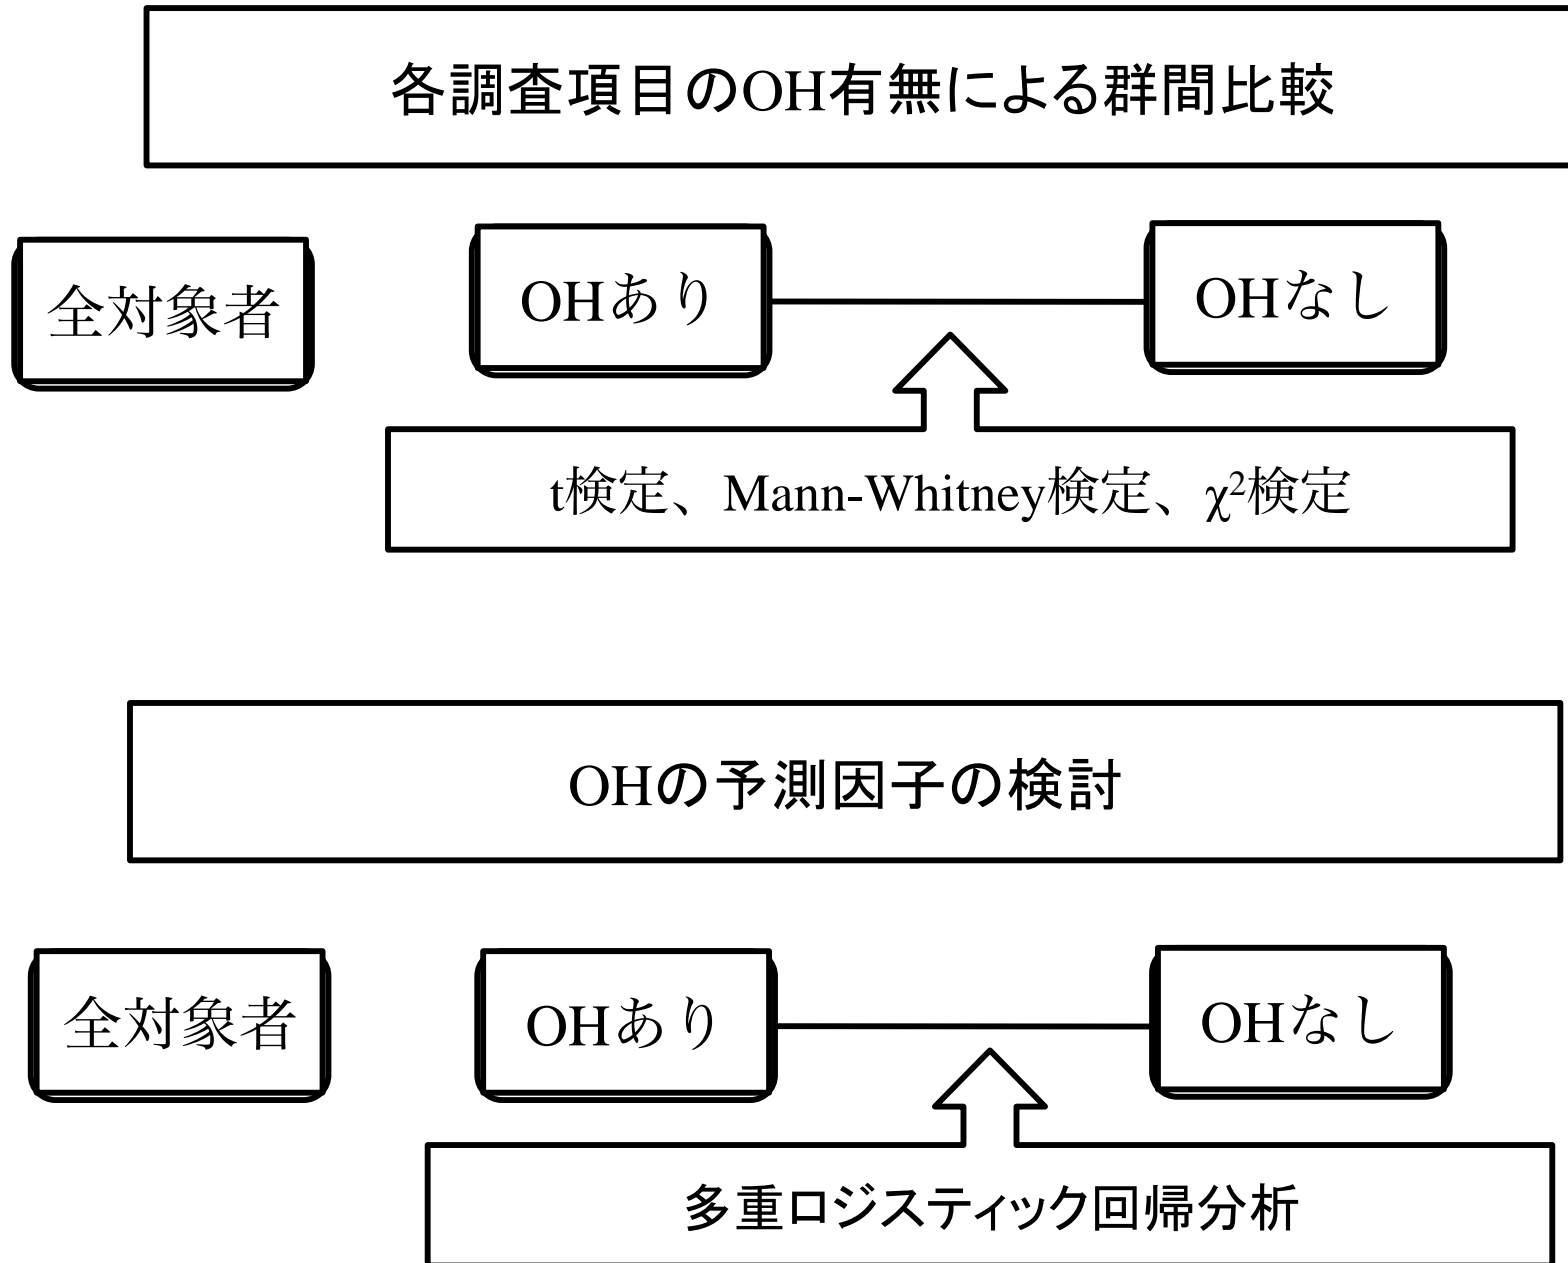 各調査項目のOH有無による群間比較
全対象者
OHあり
OHなし
t検定、Mann-Whitney検定、χ²検定
OHの予測因子の検討
全対象者
OHあり
OHなし
多重ロジスティック回帰分析